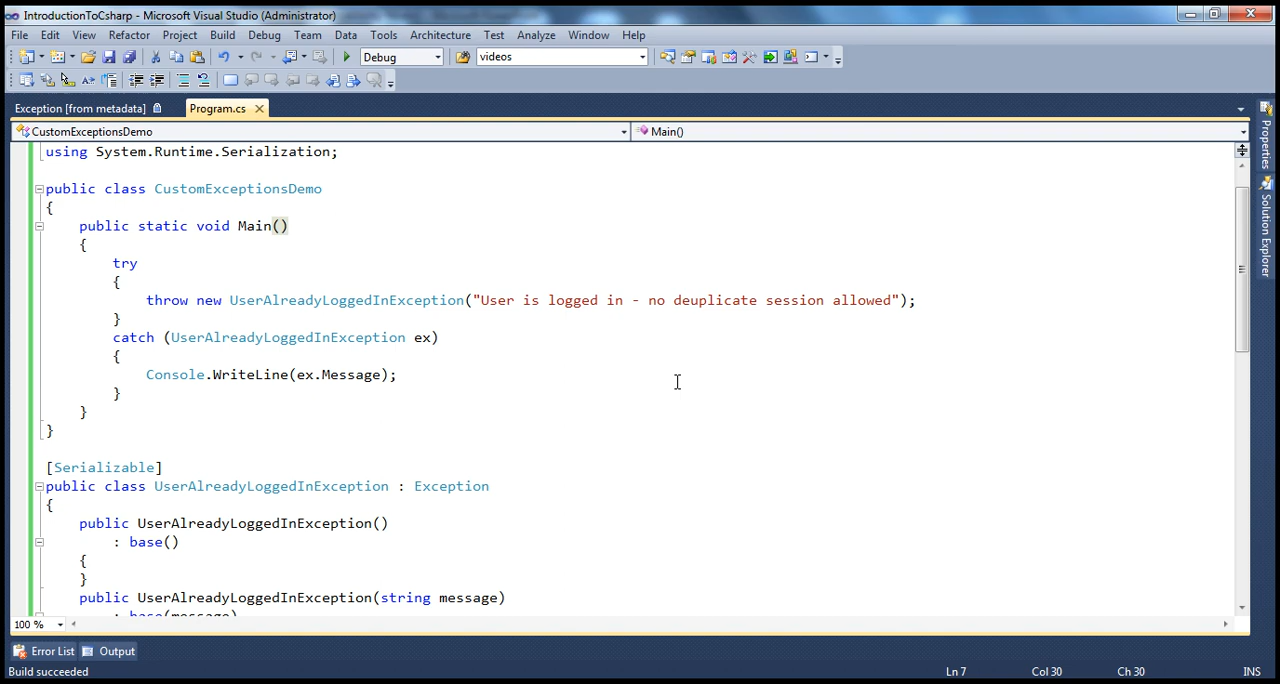 IntroductionToCsharp - Microsoft Visual Studio (Administrator)
File Edit View Refactor Project Build Debug Team Data Tools Architecture Test Analyze Window Help
Debug videos
Exception [from metadata] Program.cs
CustomExceptionsDemo Main()
using System.Runtime.Serialization;
public class CustomExceptionsDemo
{
public static void Main()
{
try
{
throw new UserAlreadyLoggedInException("User is logged in - no deuplicate session allowed");
}
catch (UserAlreadyLoggedInException ex)
{
Console.WriteLine(ex.Message);
}
}
}
[Serializable]
public class UserAlreadyLoggedInException : Exception
{
public UserAlreadyLoggedInException()
: base()
{
}
public UserAlreadyLoggedInException(string message)
: base(message)
100 %
Error List Output
Build succeeded Ln 7 Col 30 Ch 30 INS
Properties
Solution Explorer